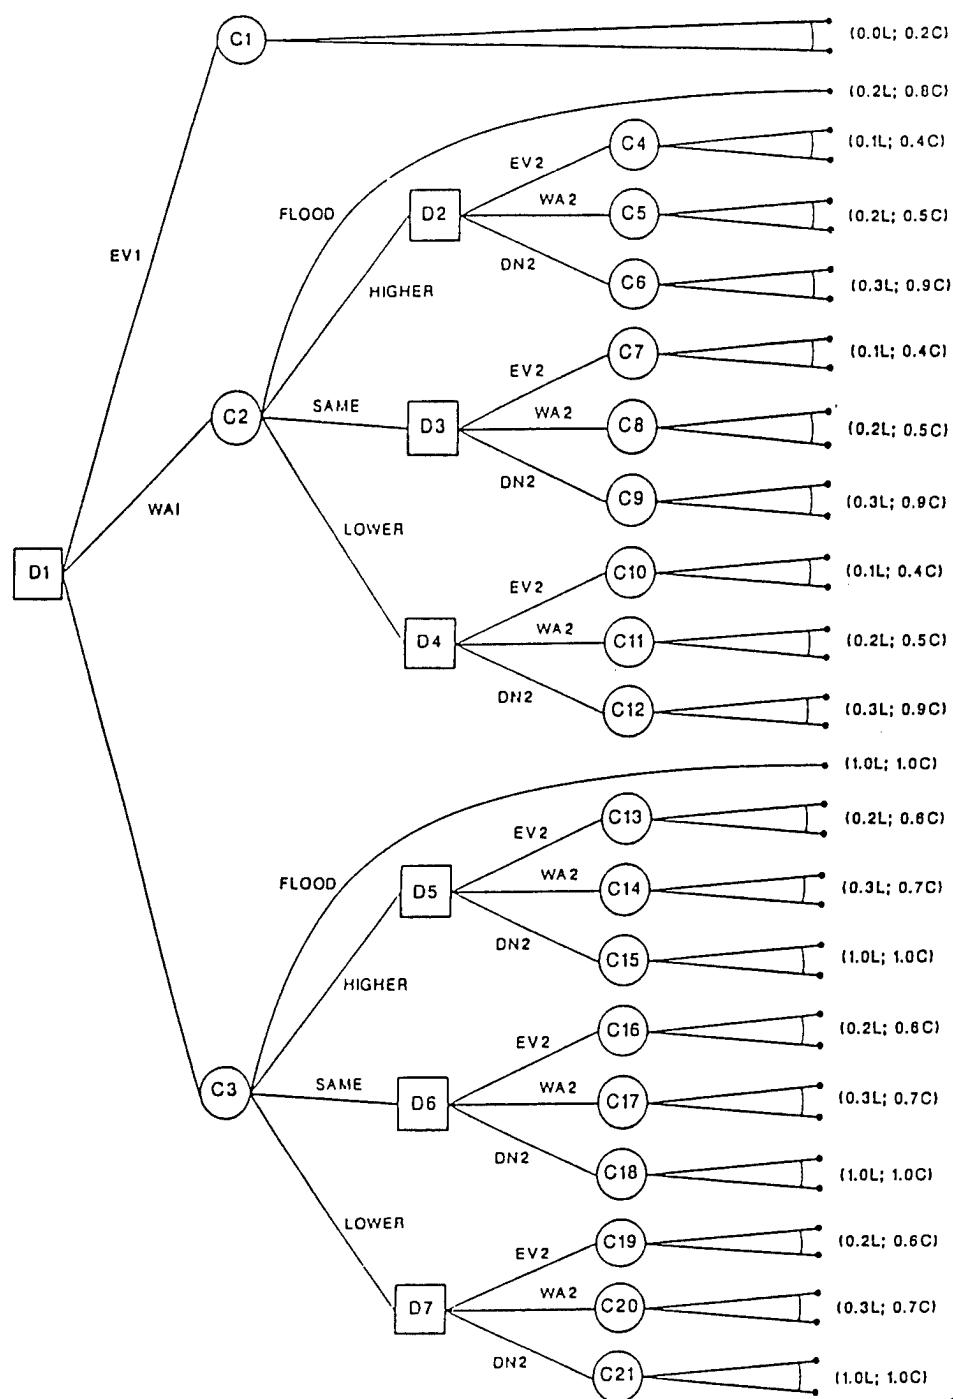 C1
(0.0L; 0.2C)
(0.2L; 0.8C)
C4
(0.1L; 0.4C)
EV2
FLOOD
D2
WA2
C5
(0.2L; 0.5C)
EV1
DN2
HIGHER
C6
(0.3L; 0.9C)
C7
(0.1L; 0.4C)
EV2
SAME
C2
D3
WA2
C8
(0.2L; 0.5C)
DN2
WA1
C9
(0.3L; 0.9C)
LOWER
D1
C10
(0.1L; 0.4C)
EV2
D4
WA2
C11
(0.2L; 0.5C)
DN2
C12
(0.3L; 0.9C)
(1.0L; 1.0C)
C13
(0.2L; 0.6C)
EV2
FLOOD
D5
WA2
C14
(0.3L; 0.7C)
DN2
HIGHER
C15
(1.0L; 1.0C)
C16
(0.2L; 0.6C)
EV2
C3
SAME
D6
WA2
C17
(0.3L; 0.7C)
DN2
C18
(1.0L; 1.0C)
LOWER
C19
(0.2L; 0.6C)
EV2
D7
WA2
C20
(0.3L; 0.7C)
DN2
C21
(1.0L; 1.0C)